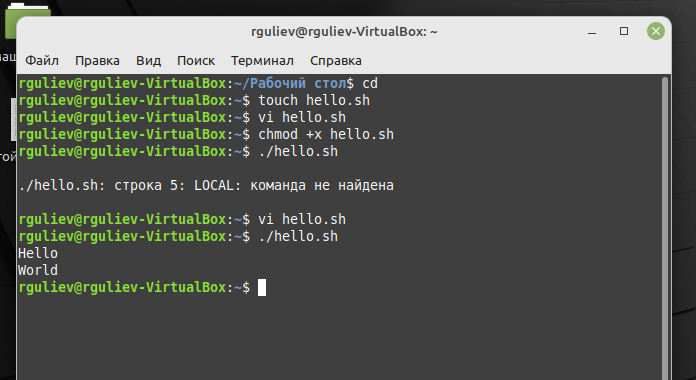 rguliev@rguliev-VirtualBox: ~
Файл Правка Вид Поиск Терминал Справка
rguliev@rguliev-VirtualBox:~/Рабочий стол$ cd
rguliev@rguliev-VirtualBox:~$ touch hello.sh
rguliev@rguliev-VirtualBox:~$ vi hello.sh
rguliev@rguliev-VirtualBox:~$ chmod +x hello.sh
rguliev@rguliev-VirtualBox:~$ ./hello.sh
./hello.sh: строка 5: LOCAL: команда не найдена
rguliev@rguliev-VirtualBox:~$ vi hello.sh
rguliev@rguliev-VirtualBox:~$ ./hello.sh
Hello
World
rguliev@rguliev-VirtualBox:~$